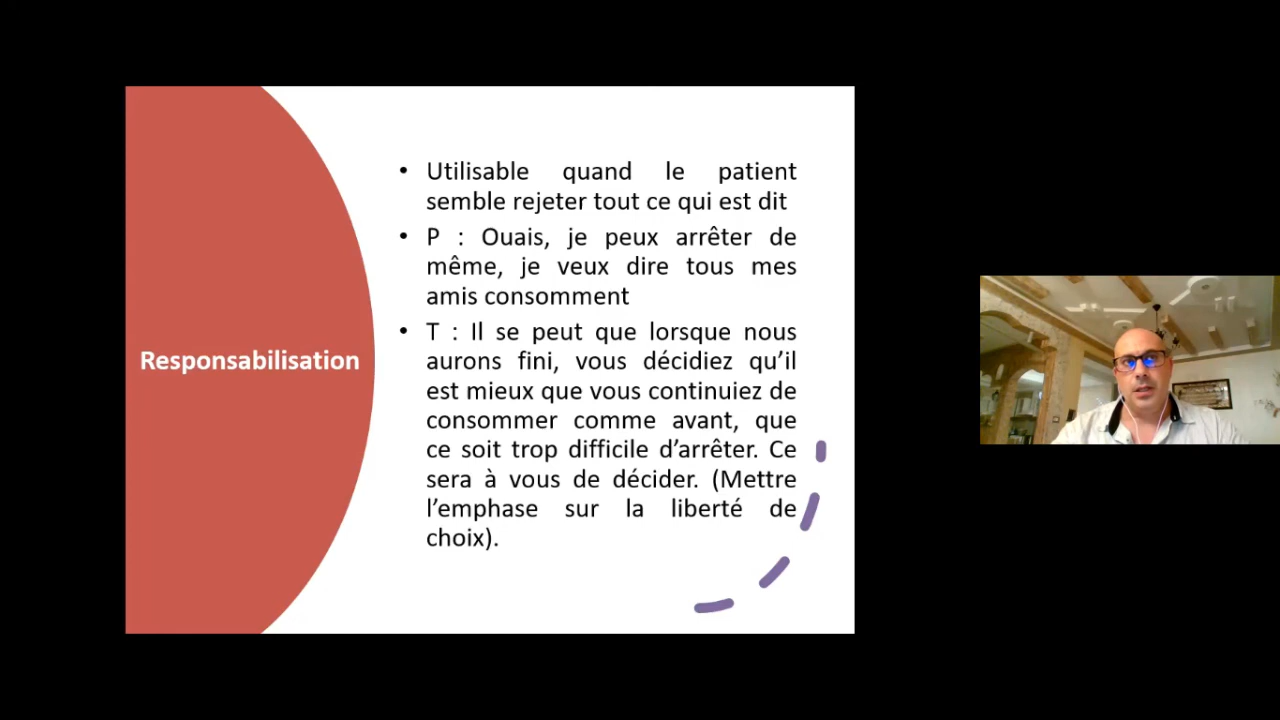 Responsabilisation
• Utilisable quand le patient
semble rejeter tout ce qui est dit
• P : Ouais, je peux arrêter de
même, je veux dire tous mes
amis consomment
• T : Il se peut que lorsque nous
aurons fini, vous décidiez qu’il
est mieux que vous continuiez de
consommer comme avant, que
ce soit trop difficile d’arrêter. Ce
sera à vous de décider. (Mettre
l’emphase sur la liberté de
choix).